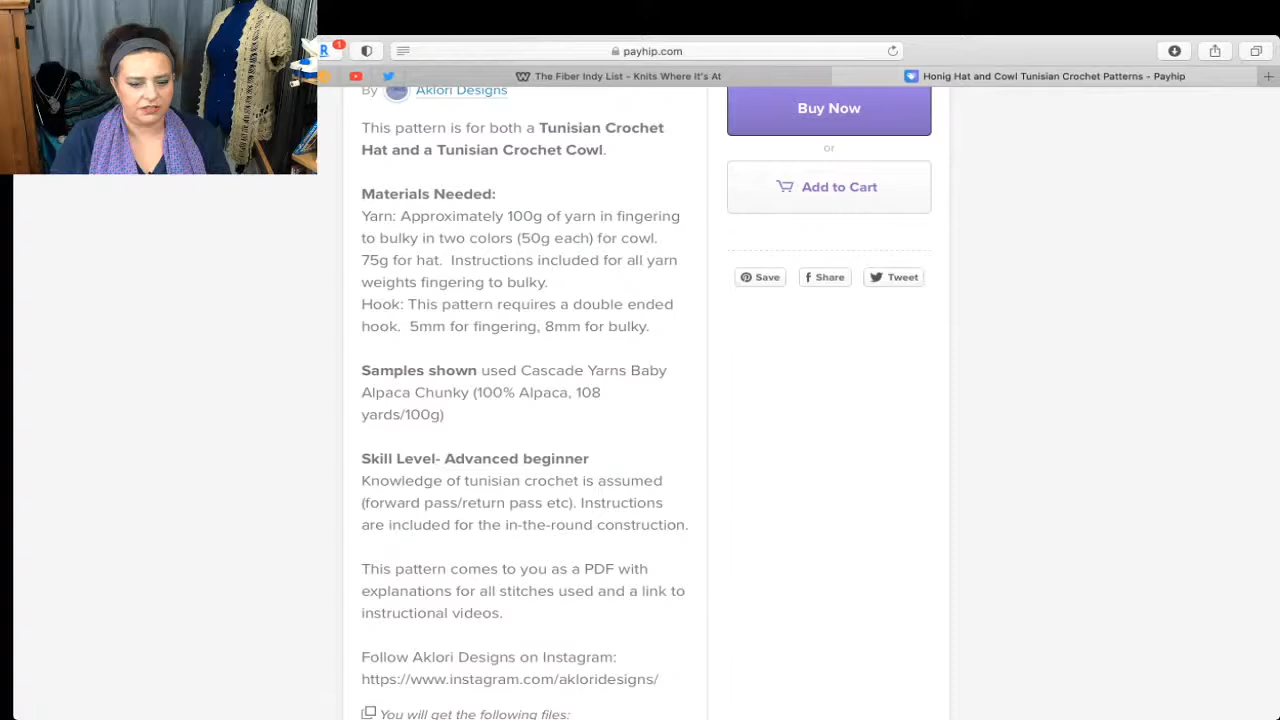 R
1
payhip.com
The Fiber Indy List - Knits Where It's At
Honig Hat and Cowl Tunisian Crochet Patterns - Payhip
By Aklori Designs
This pattern is for both a Tunisian Crochet
Hat and a Tunisian Crochet Cowl.
Materials Needed:
Yarn: Approximately 100g of yarn in fingering
to bulky in two colors (50g each) for cowl.
75g for hat. Instructions included for all yarn
weights fingering to bulky.
Hook: This pattern requires a double ended
hook. 5mm for fingering, 8mm for bulky.
Samples shown used Cascade Yarns Baby
Alpaca Chunky (100% Alpaca, 108
yards/100g)
Skill Level- Advanced beginner
Knowledge of tunisian crochet is assumed
(forward pass/return pass etc). Instructions
are included for the in-the-round construction.
This pattern comes to you as a PDF with
explanations for all stitches used and a link to
instructional videos.
Follow Aklori Designs on Instagram:
https://www.instagram.com/akloridesigns/
You will get the following files:
Buy Now
or
Add to Cart
Save
Share
Tweet